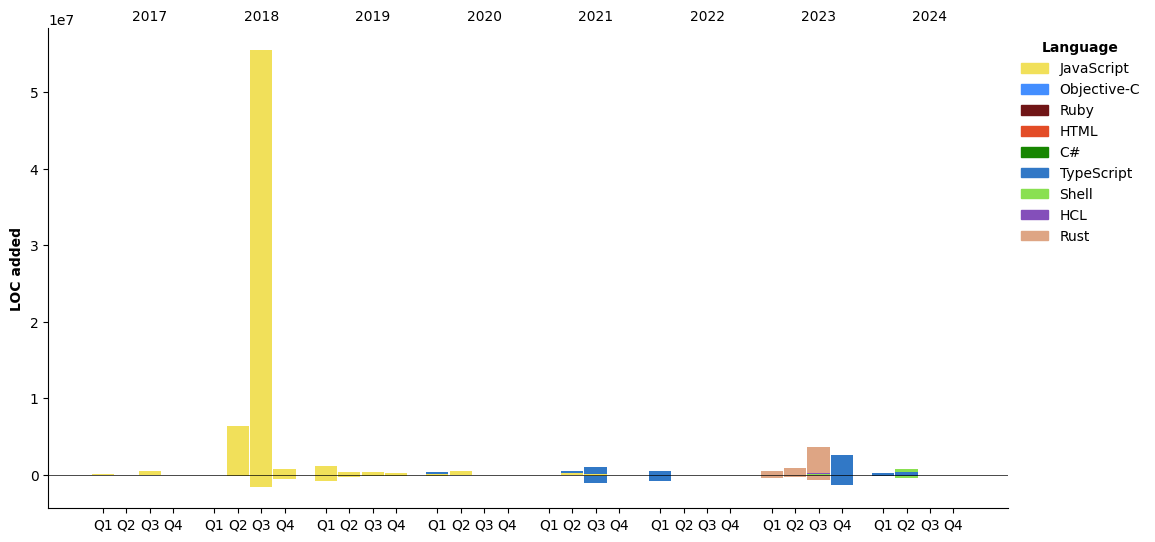 2017 2018 2019 2020 2021 2022 2023 2024
1e7
Language
JavaScript
Objective-C
Ruby
HTML
C#
TypeScript
Shell
HCL
Rust
LOC added
5
4
3
2
1
0
Q1 Q2 Q3 Q4 Q1 Q2 Q3 Q4 Q1 Q2 Q3 Q4 Q1 Q2 Q3 Q4 Q1 Q2 Q3 Q4 Q1 Q2 Q3 Q4 Q1 Q2 Q3 Q4 Q1 Q2 Q3 Q4